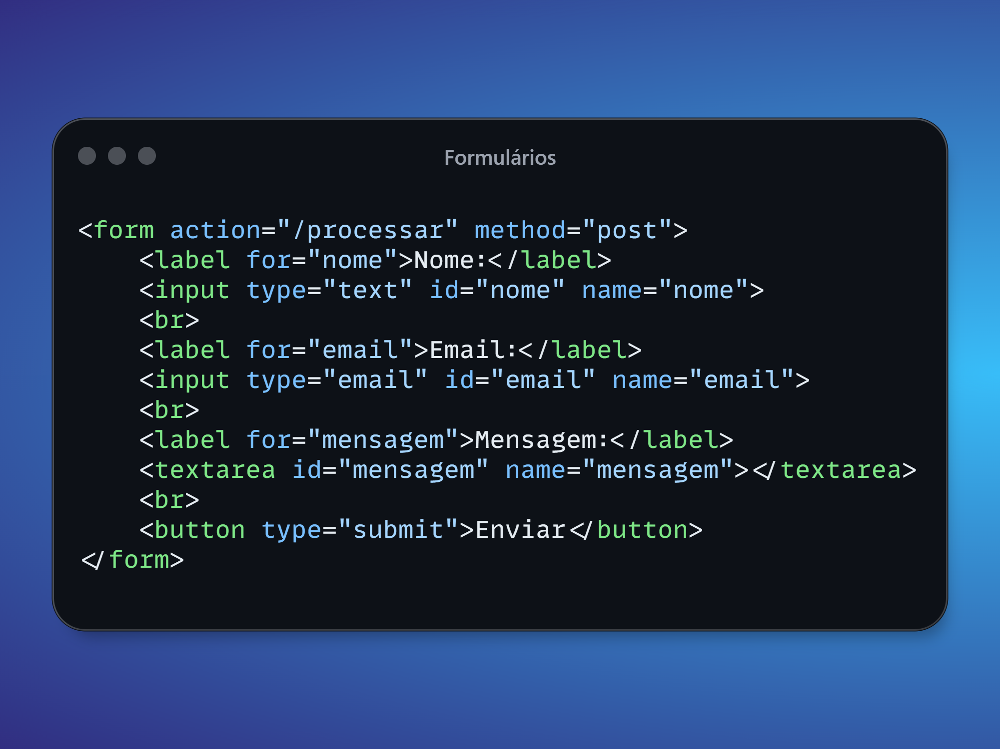 Formulários
<form action="/processar" method="post">
    <label for="nome">Nome:</label>
    <input type="text" id="nome" name="nome">
    <br>
    <label for="email">Email:</label>
    <input type="email" id="email" name="email">
    <br>
    <label for="mensagem">Mensagem:</label>
    <textarea id="mensagem" name="mensagem"></textarea>
    <br>
    <button type="submit">Enviar</button>
</form>